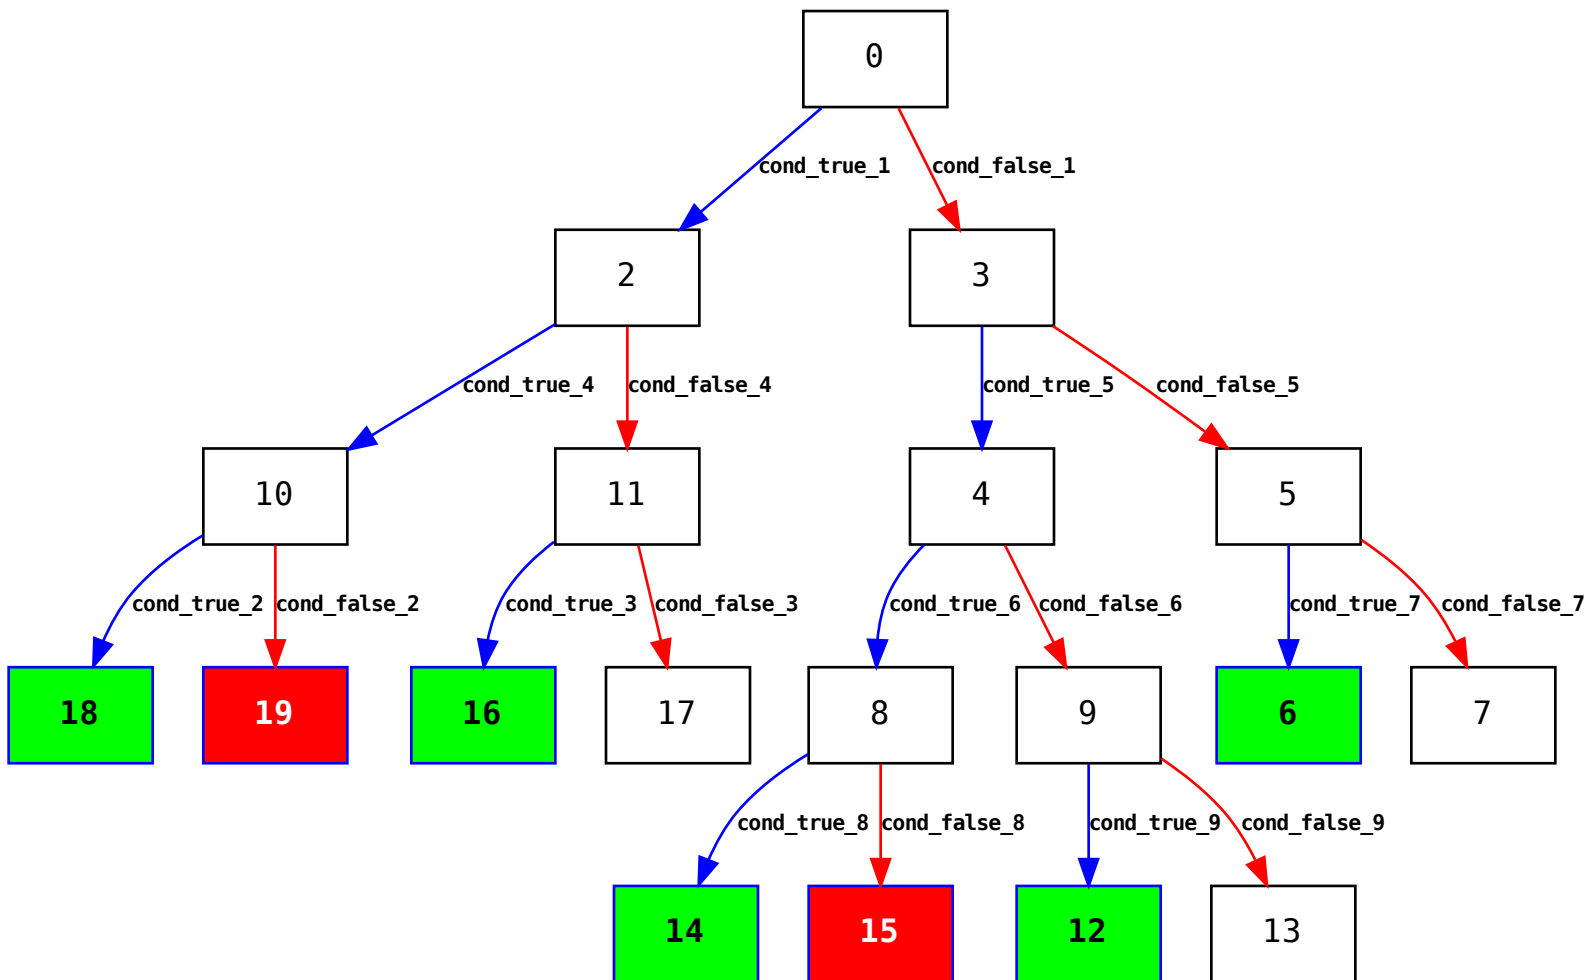 0
cond_true_1 cond_false_1
2 3
cond_true_4 cond_false_4 cond_true_5 cond_false_5
10 11 4 5
cond_true_2 cond_false_2 cond_true_3 cond_false_3 cond_true_6 cond_false_6 cond_true_7 cond_false_7
18 19 16 17 8 9 6 7
cond_true_8 cond_false_8 cond_true_9 cond_false_9
14 15 12 13